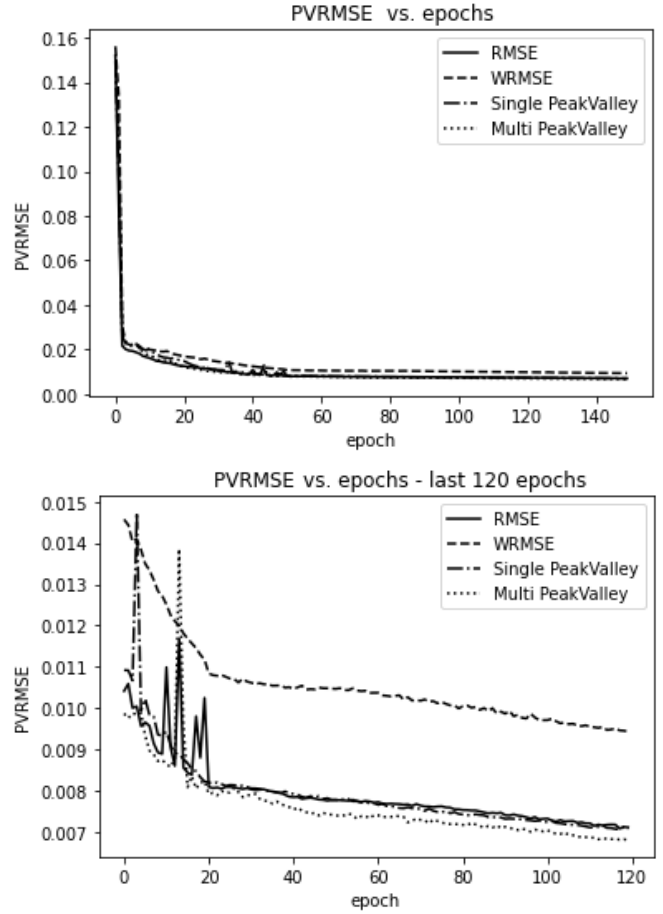 PVRMSE vs. epochs
0.16
0.14
0.12
0.10
0.08
0.06
0.04
0.02
0.00
PVRMSE
RMSE
WRMSE
Single PeakValley
Multi PeakValley
0 20 40 60 80 100 120 140
epoch
PVRMSE vs. epochs - last 120 epochs
0.015
0.014
0.013
0.012
0.011
0.010
0.009
0.008
0.007
PVRMSE
RMSE
WRMSE
Single PeakValley
Multi PeakValley
0 20 40 60 80 100 120
epoch